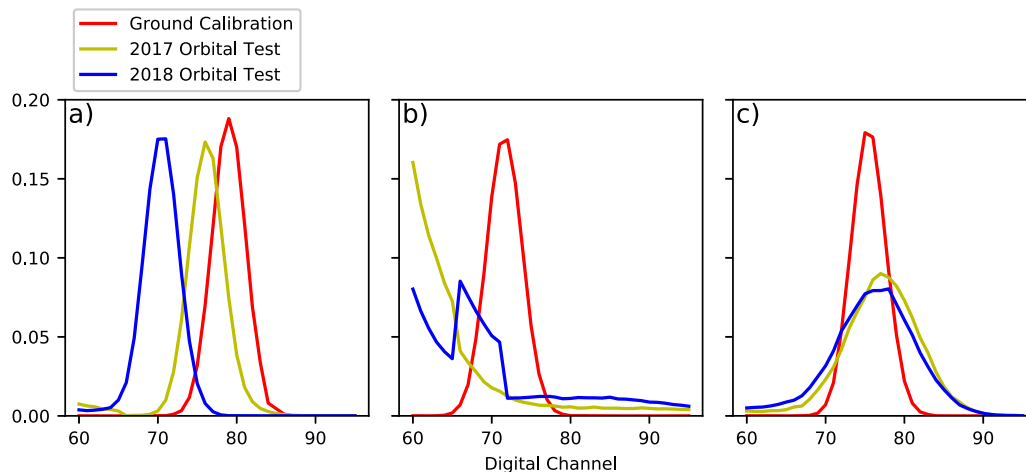 Ground Calibration
2017 Orbital Test
2018 Orbital Test
a) b) c)
0.20
0.15
0.10
0.05
0.00
60 70 80 90 60 70 80 90 60 70 80 90
Digital Channel